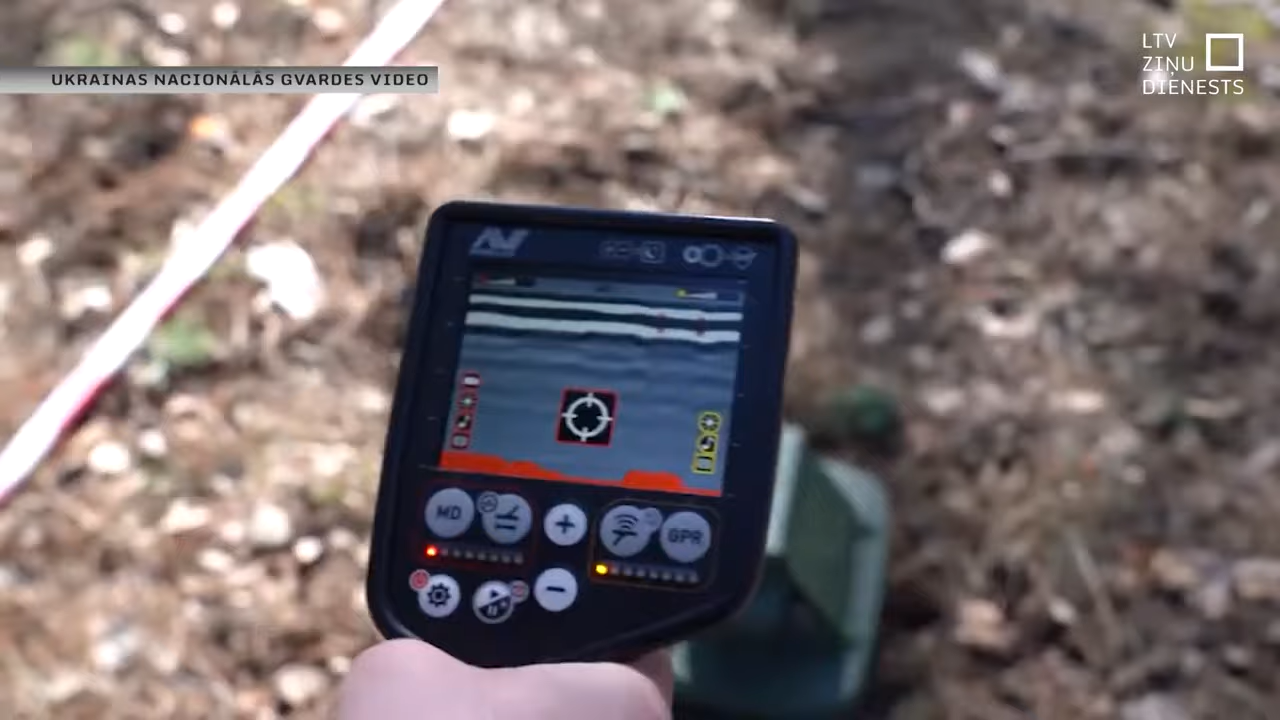 UKRAINAS NACIONĀLĀS GVARDES VIDEO
LTV
ZIŅU
DIENESTS
MD
GPR